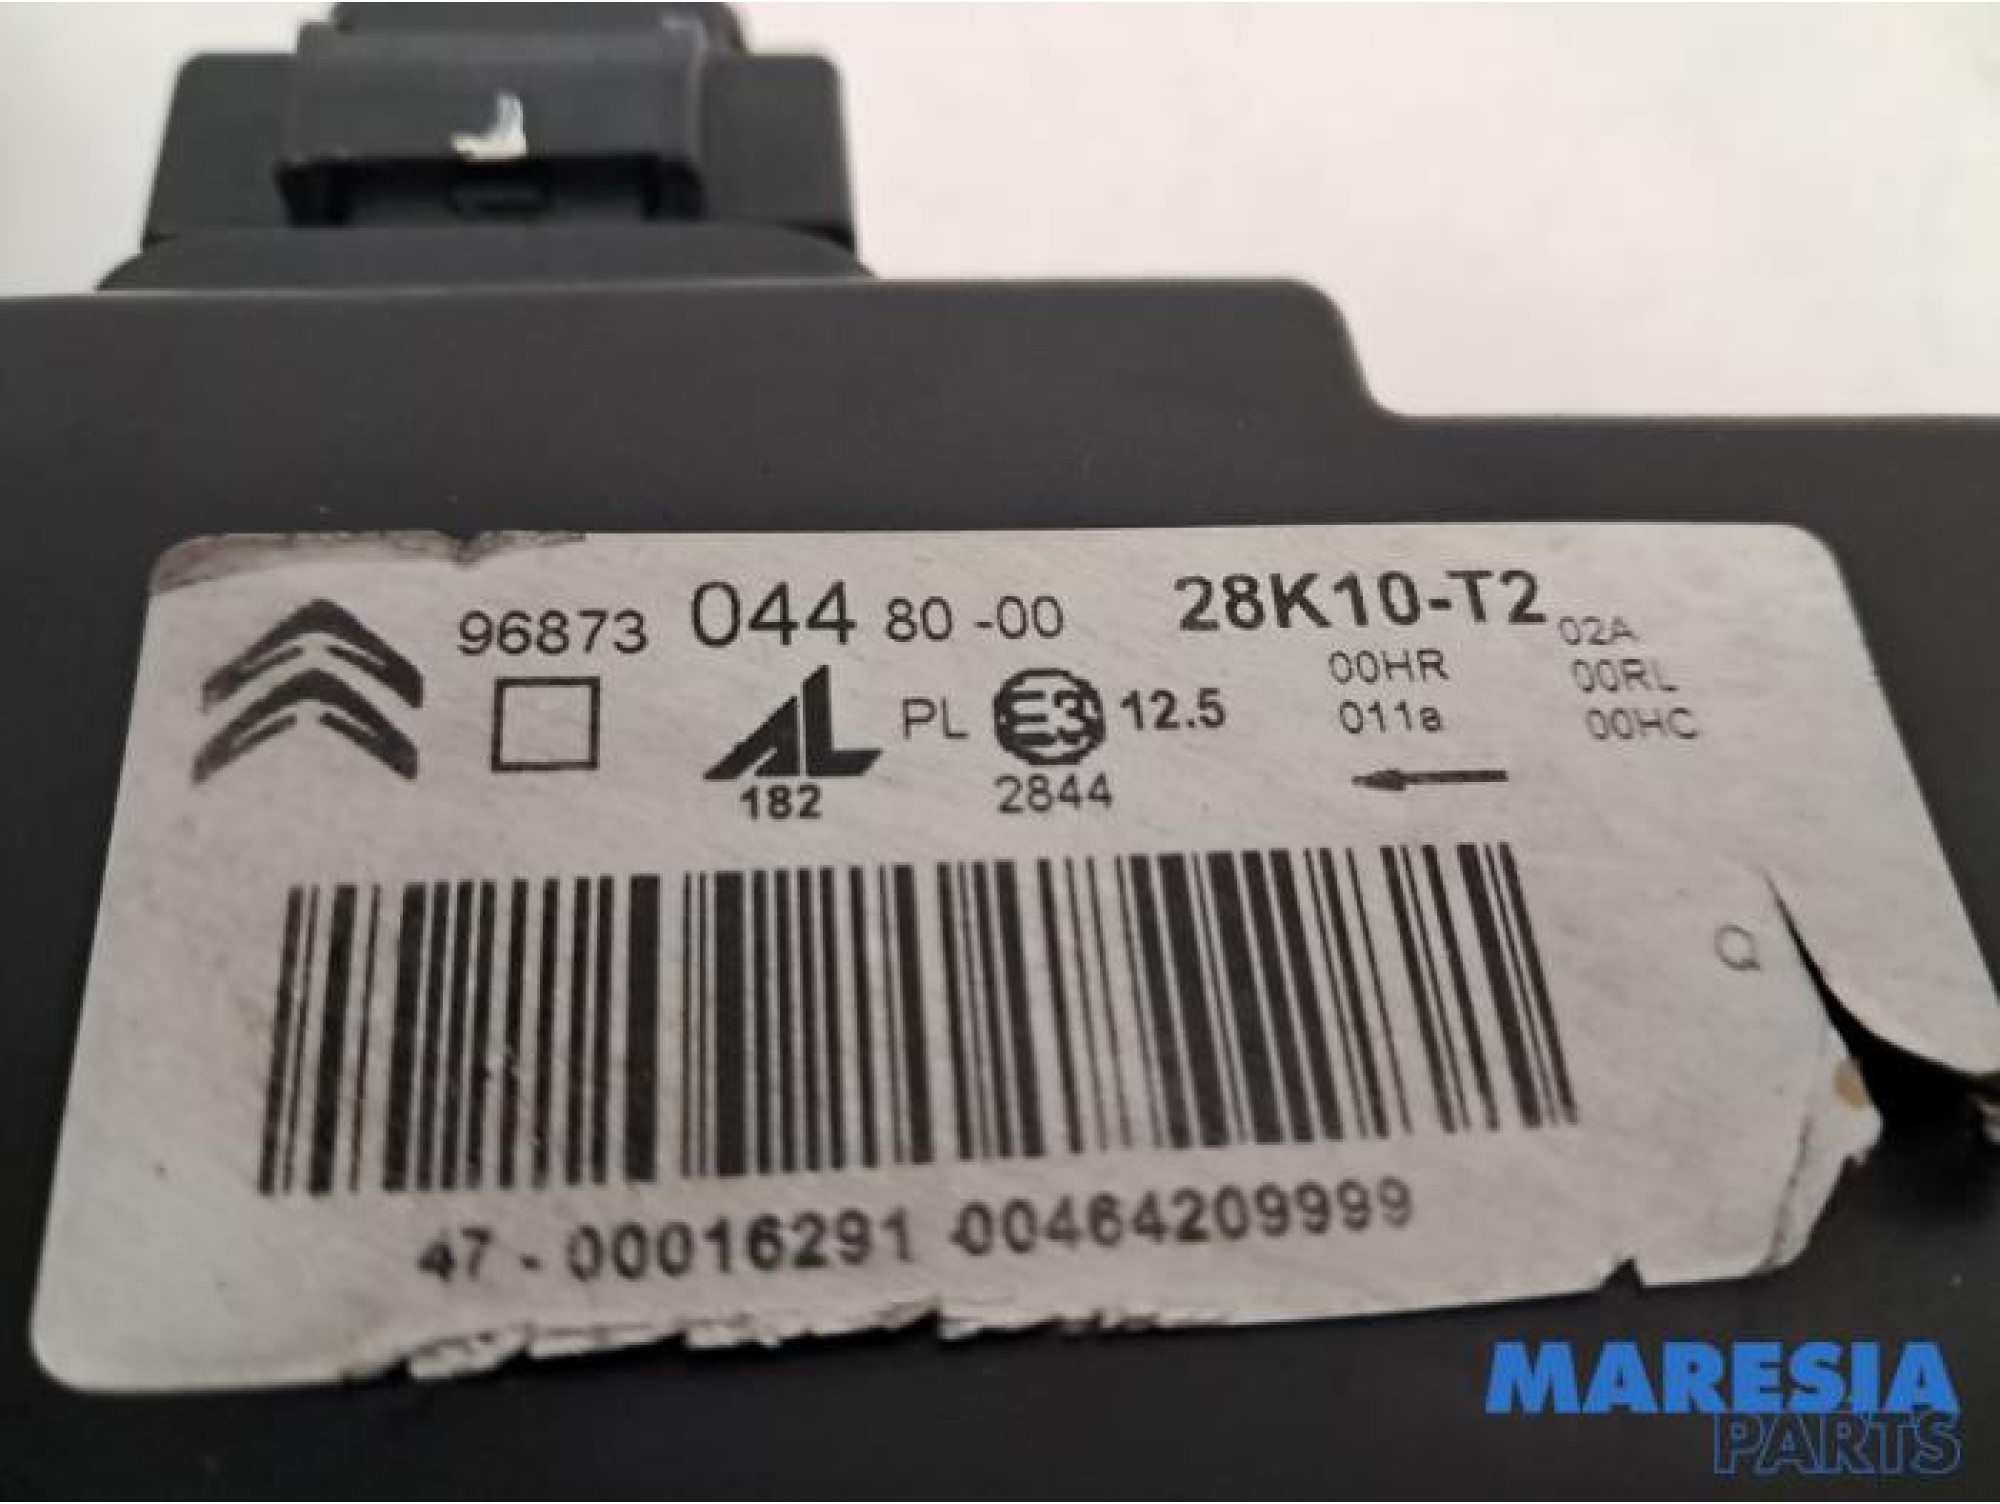 96873 044 80 -00 28K10-T2 02A
00HR 00RL
AL PL E3 12.5 011a 00HC
182 2844
Q
47 - 00016291 00464209999
MARESIA
PARTS